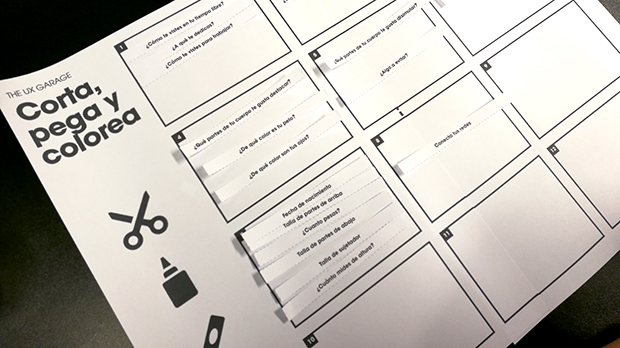 THE UX GARAGE
Corta,
pega y
colorea
1
¿Cómo te vistes en tu tiempo libre?
¿A qué te dedicas?
¿Cómo te vistes para trabajar?
4
¿Qué partes de tu cuerpo te gusta destacar?
¿De qué color es tu pelo?
¿De qué color son tus ojos?
Fecha de nacimiento
Talla de partes de arriba
¿Cuanto pesas?
Talla de partes de abajo
Talla de sujetador
¿Cuánto mides de altura?
10
¿Qué partes de tu cuerpo te gusta disimular?
¿Algo a evitar?
8
Conecta tus redes
11